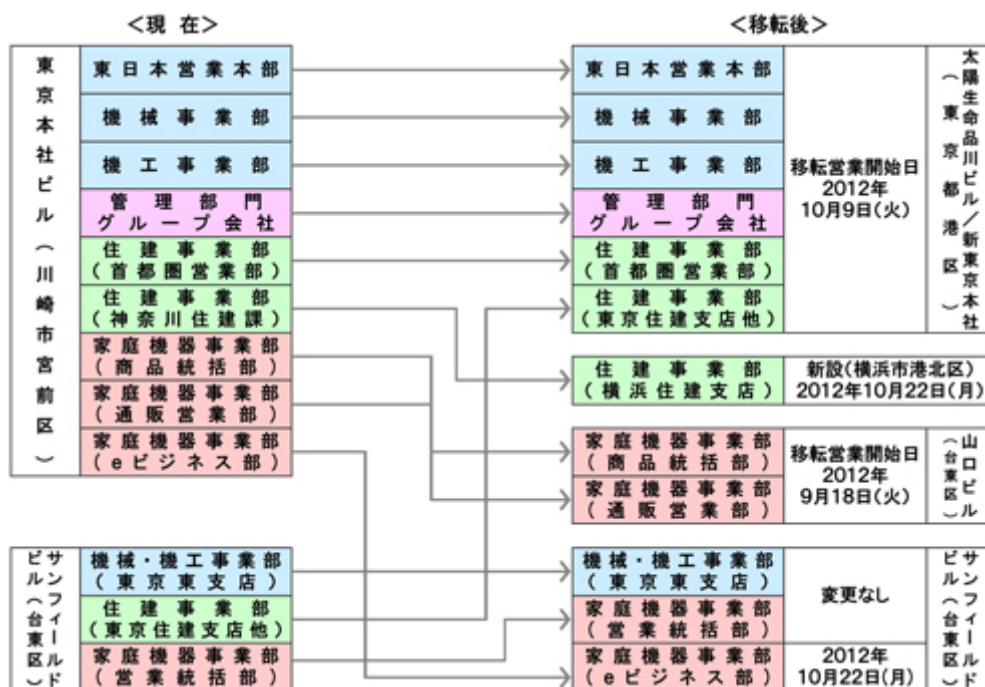 ＜現 在＞
東京本社ビル（川崎市宮前区）
東日本営業本部
機械事業部
機工事業部
管理部門
グループ会社
住建事業部
（首都圏営業部）
住建事業部
（神奈川住建課）
家庭機器事業部
（商品統括部）
家庭機器事業部
（通販営業部）
家庭機器事業部
（eビジネス部）
サンフィールド
ビル（台東区）
機械・機工事業部
（東京東支店）
住建事業部
（東京住建支店他）
家庭機器事業部
（営業統括部）
＜移転後＞
東日本営業本部
機械事業部
機工事業部
管理部門
グループ会社
住建事業部
（首都圏営業部）
住建事業部
（東京住建支店他）
移転営業開始日
2012年
10月9日(火)
太陽生命品川ビル／新東京本社
（東京都港区）
住建事業部
（横浜住建支店）
新設(横浜市港北区)
2012年10月22日(月)
家庭機器事業部
（商品統括部）
家庭機器事業部
（通販営業部）
移転営業開始日
2012年
9月18日(火)
山口ビル
（台東区）
機械・機工事業部
（東京東支店）
家庭機器事業部
（営業統括部）
変更なし
家庭機器事業部
（eビジネス部）
2012年
10月22日(月)
サンフィールド
ビル（台東区）